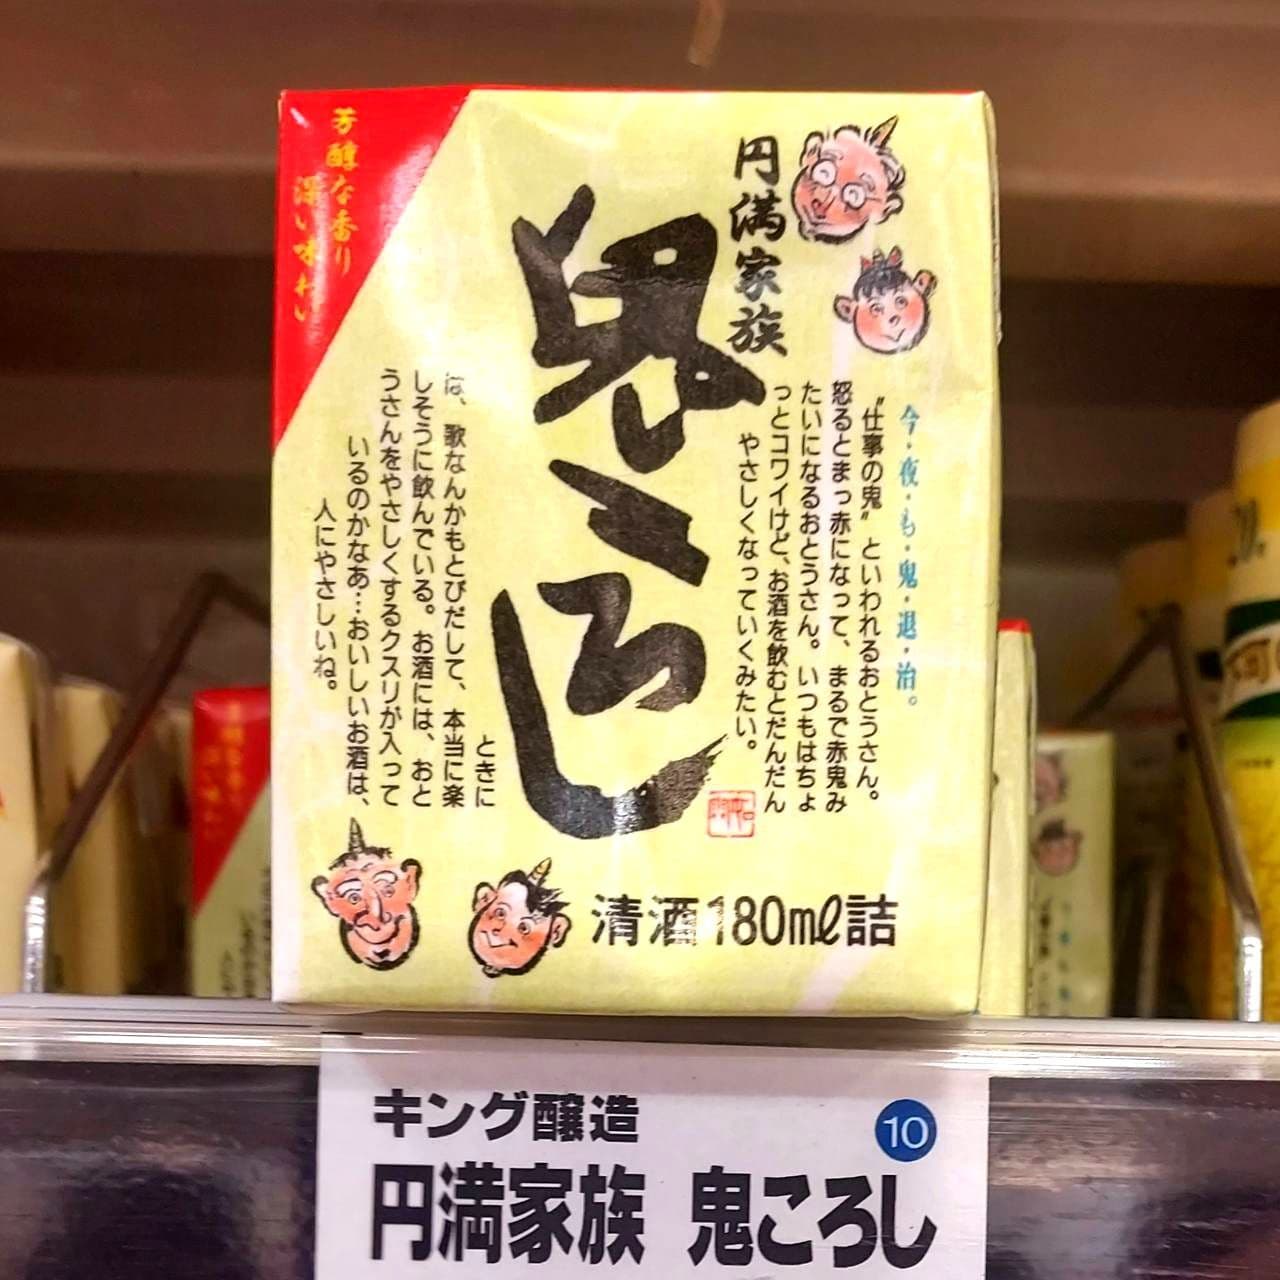 芳醇な香り
深い味わい
円満家族
鬼ころし
今・夜・も・鬼・退・治。
〝仕事の鬼〟といわれるおとうさん。
怒るとまっ赤になって、まるで赤鬼み
たいになるおとうさん。いつもはちょ
っとコワイけど、お酒を飲むとだんだん
やさしくなっていくみたい。
ときに
は、歌なんかもとびだして、本当に楽
しそうに飲んでいる。お酒には、おと
うさんをやさしくするクスリが入って
いるのかなあ…おいしいお酒は、
人にやさしいね。
清酒180mℓ詰
キング醸造
10
円満家族 鬼ころし